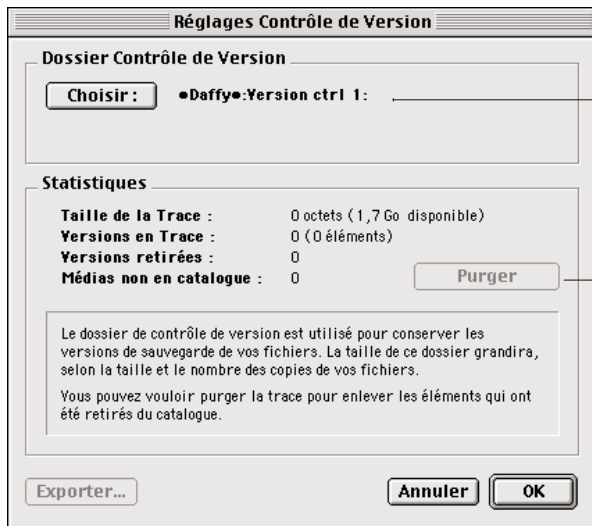 Réglages Contrôle de Version
Dossier Contrôle de Version
Choisir : •Daffy•:Version ctrl 1:
Statistiques
Taille de la Trace : 0 octets (1,7 Go disponible)
Versions en Trace : 0 (0 éléments)
Versions retirées : 0
Médias non en catalogue : 0 Purger
Le dossier de contrôle de version est utilisé pour conserver les
versions de sauvegarde de vos fichiers. La taille de ce dossier grandira,
selon la taille et le nombre des copies de vos fichiers.
Vous pouvez vouloir purger la trace pour enlever les éléments qui ont
été retirés du catalogue.
Exporter... Annuler OK